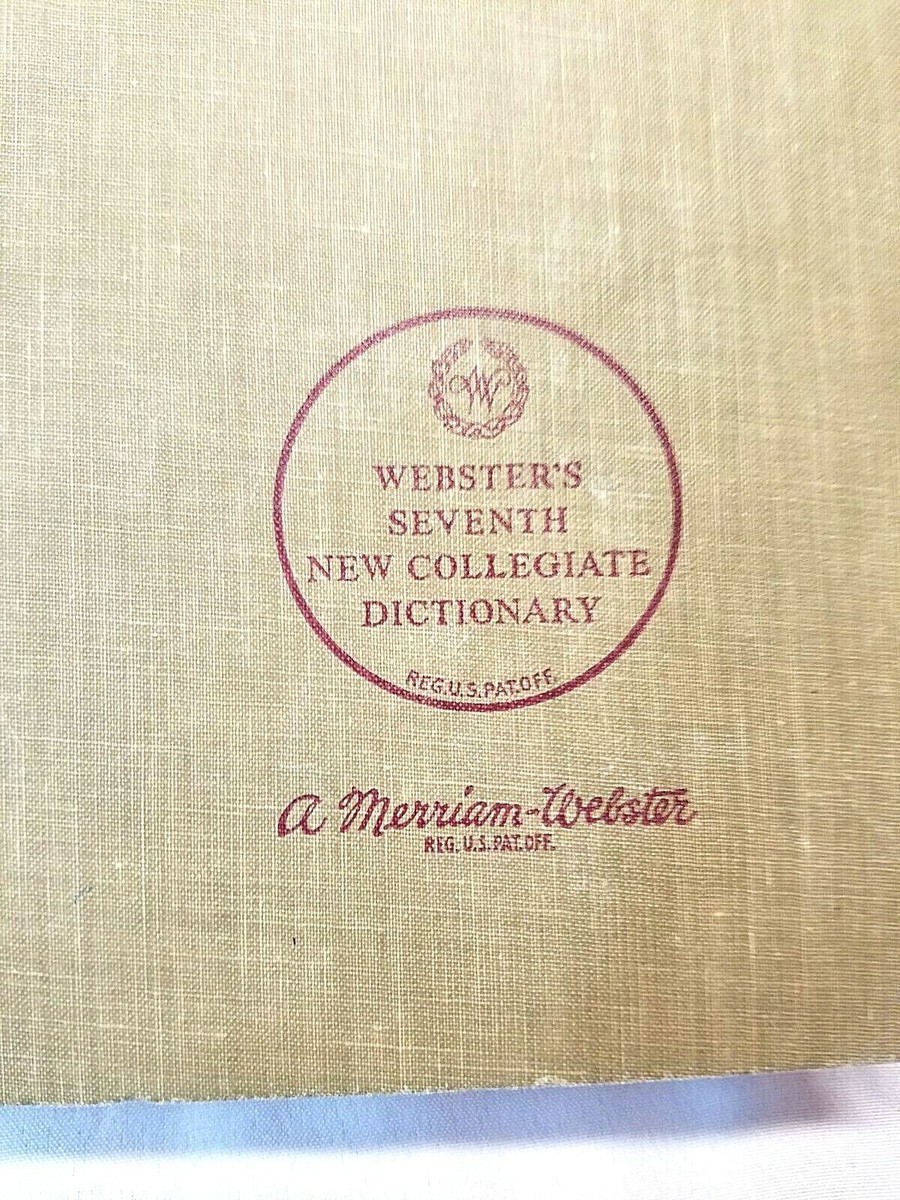 W
WEBSTER'S
SEVENTH
NEW COLLEGIATE
DICTIONARY
REG.U.S.PAT.OFF.
a Merriam-Webster
REG. U.S. PAT. OFF.